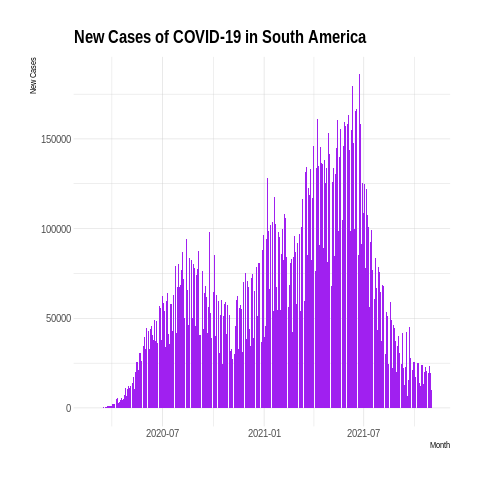 New Cases of COVID-19 in South America
New Cases
150000
100000
50000
0
2020-07
2021-01
2021-07
Month